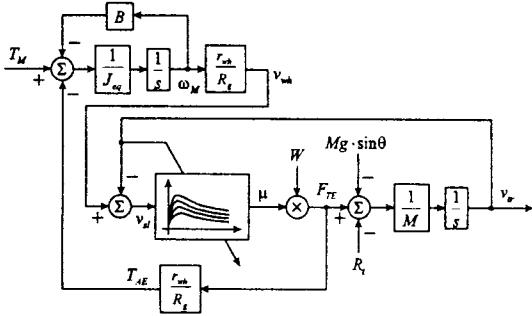 B
T_M
+
−
−
Σ
1
J_eq
1
s
ω_M
r_wh
R_g
v_wh
−
+
Σ
v_sl
μ
W
×
F_TE
Mg·sinθ
−
+
Σ
−
R_t
1
M
1
s
v_tr
T_AE
r_wh
R_g